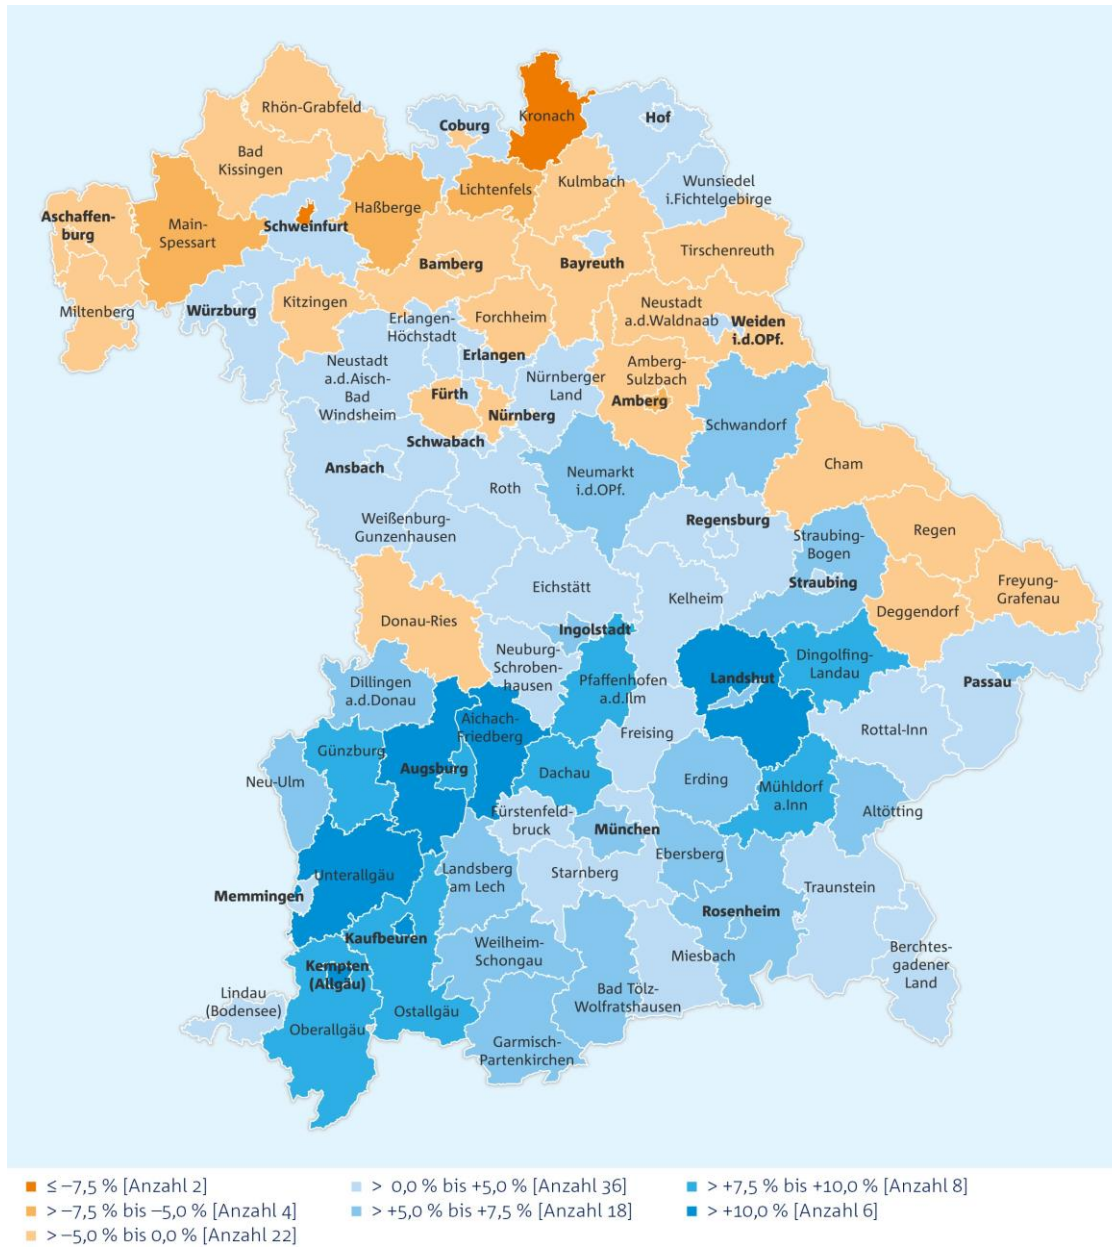 Rhön-Grabfeld
Kronach
Coburg
Hof
Bad
Kissingen
Lichtenfels
Kulmbach
Wunsiedel
i.Fichtelgebirge
Haßberge
Aschaffen-
burg
Main-
Spessart
Schweinfurt
Bamberg
Bayreuth
Tirschenreuth
Miltenberg
Würzburg
Kitzingen
Erlangen-
Höchstadt
Forchheim
Neustadt
a.d.Waldnaab
Weiden
i.d.OPf.
Neustadt
a.d.Aisch-
Bad
Windsheim
Erlangen
Fürth
Nürnberg
Nürnberger
Land
Amberg-
Sulzbach
Amberg
Schwandorf
Schwabach
Ansbach
Roth
Neumarkt
i.d.OPf.
Cham
Weißenburg-
Gunzenhausen
Regensburg
Straubing-
Bogen
Regen
Straubing
Eichstätt
Kelheim
Deggendorf
Freyung-
Grafenau
Donau-Ries
Ingolstadt
Neuburg-
Schroben-
hausen
Dingolfing-
Landau
Dillingen
a.d.Donau
Pfaffenhofen
a.d.Ilm
Landshut
Passau
Aichach-
Friedberg
Rottal-Inn
Günzburg
Freising
Neu-Ulm
Augsburg
Dachau
Erding
Mühldorf
a.Inn
Altötting
Fürstenfeld-
bruck
München
Ebersberg
Unterallgäu
Landsberg
am Lech
Starnberg
Traunstein
Memmingen
Rosenheim
Kaufbeuren
Weilheim-
Schongau
Miesbach
Berchtes-
gadener
Land
Kempten
(Allgäu)
Bad Tölz-
Wolfratshausen
Lindau
(Bodensee)
Oberallgäu
Ostallgäu
Garmisch-
Partenkirchen
≤ −7,5 % [Anzahl 2]
> −7,5 % bis −5,0 % [Anzahl 4]
> −5,0 % bis 0,0 % [Anzahl 22]
> 0,0 % bis +5,0 % [Anzahl 36]
> +5,0 % bis +7,5 % [Anzahl 18]
> +7,5 % bis +10,0 % [Anzahl 8]
> +10,0 % [Anzahl 6]